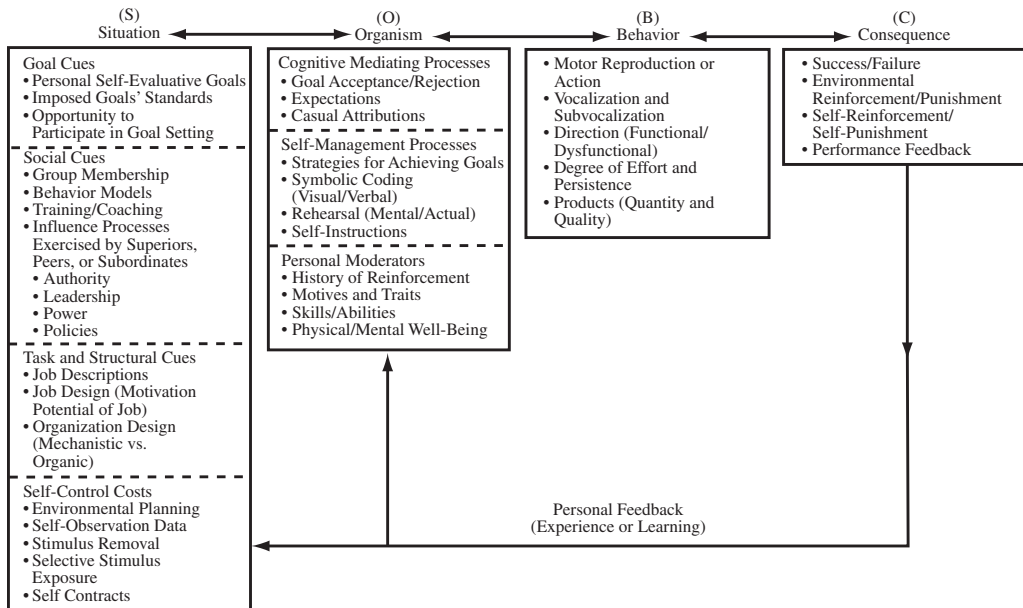 (S)
Situation
(O)
Organism
(B)
Behavior
(C)
Consequence
Goal Cues
• Personal Self-Evaluative Goals
• Imposed Goals' Standards
• Opportunity to
Participate in Goal Setting
Social Cues
• Group Membership
• Behavior Models
• Training/Coaching
• Influence Processes
Exercised by Superiors,
Peers, or Subordinates
• Authority
• Leadership
• Power
• Policies
Task and Structural Cues
• Job Descriptions
• Job Design (Motivation
Potential of Job)
• Organization Design
(Mechanistic vs.
Organic)
Self-Control Costs
• Environmental Planning
• Self-Observation Data
• Stimulus Removal
• Selective Stimulus
Exposure
• Self Contracts
Cognitive Mediating Processes
• Goal Acceptance/Rejection
• Expectations
• Casual Attributions
Self-Management Processes
• Strategies for Achieving Goals
• Symbolic Coding
(Visual/Verbal)
• Rehearsal (Mental/Actual)
• Self-Instructions
Personal Moderators
• History of Reinforcement
• Motives and Traits
• Skills/Abilities
• Physical/Mental Well-Being
• Motor Reproduction or
Action
• Vocalization and
Subvocalization
• Direction (Functional/
Dysfunctional)
• Degree of Effort and
Persistence
• Products (Quantity and
Quality)
• Success/Failure
• Environmental
Reinforcement/Punishment
• Self-Reinforcement/
Self-Punishment
• Performance Feedback
Personal Feedback
(Experience or Learning)